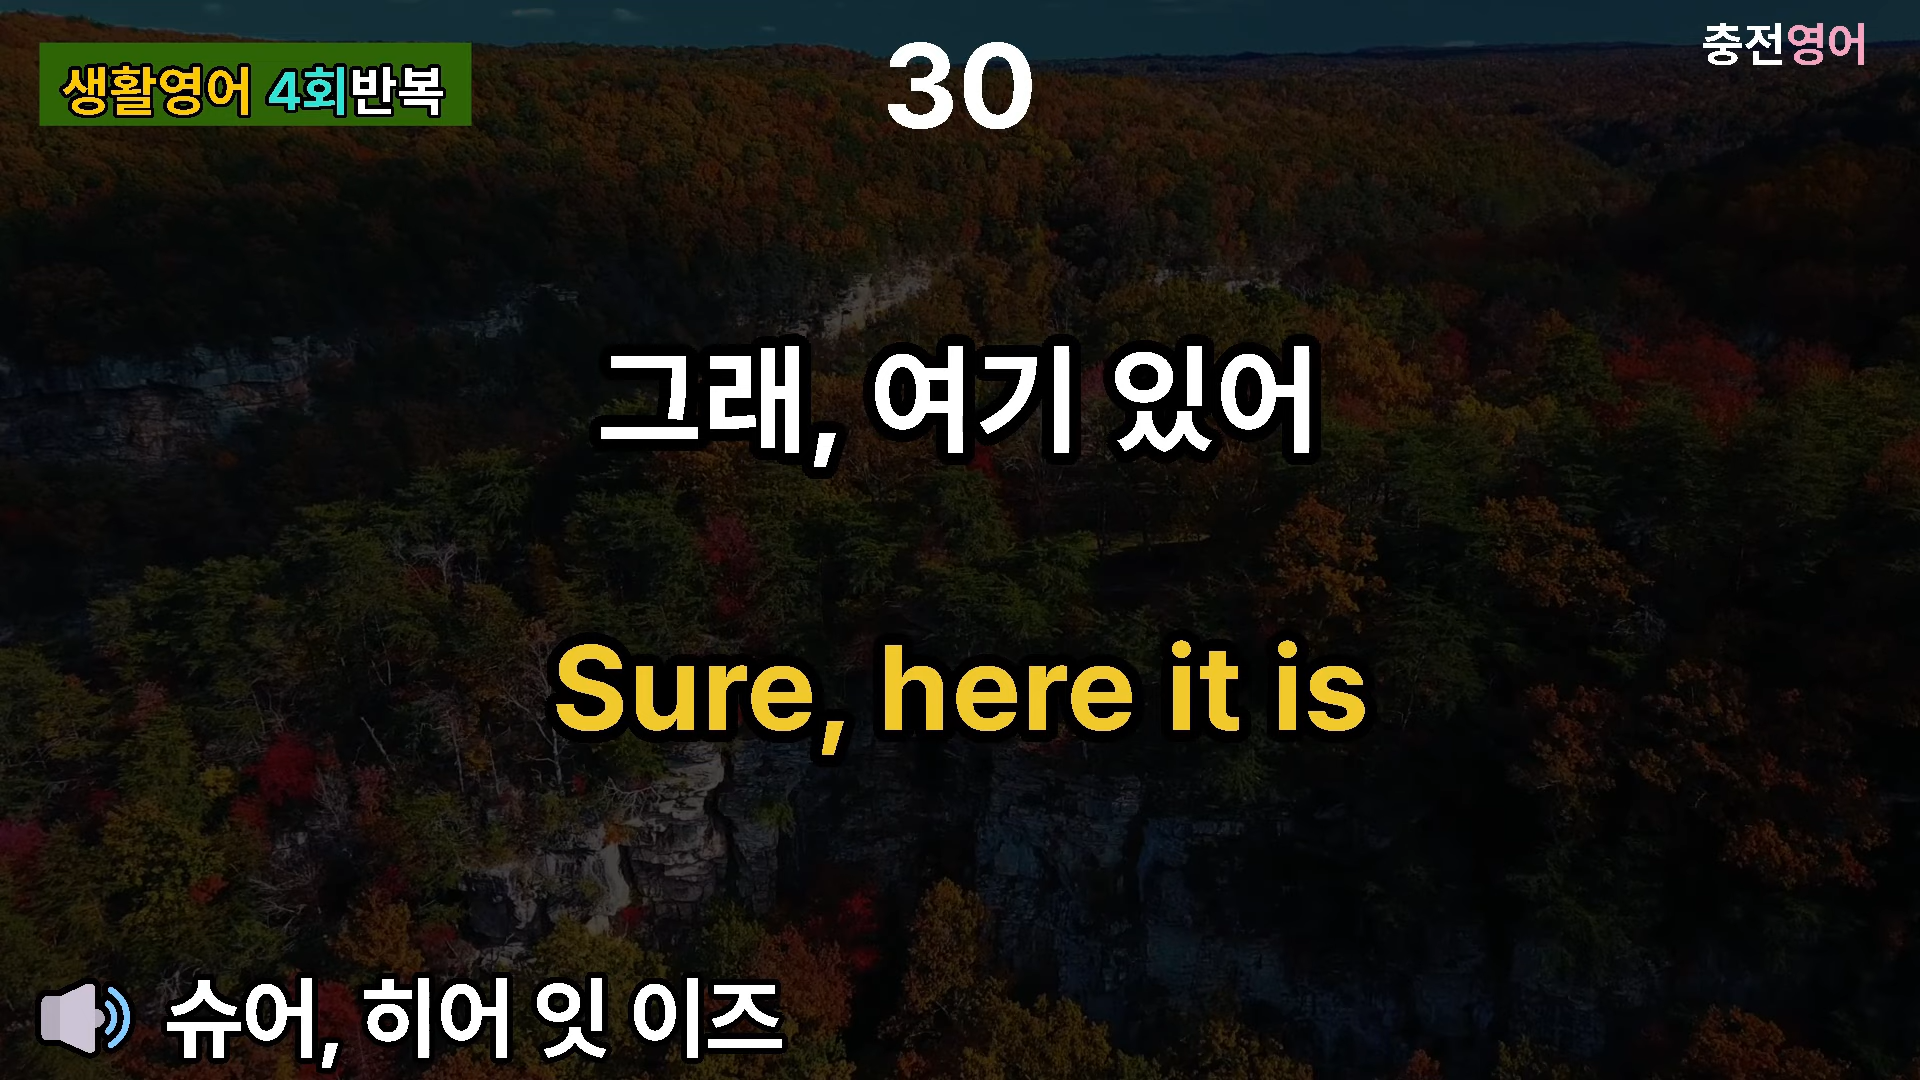 생활영어 4회반복
30
충전영어
그래, 여기 있어
Sure, here it is
슈어, 히어 잇 이즈